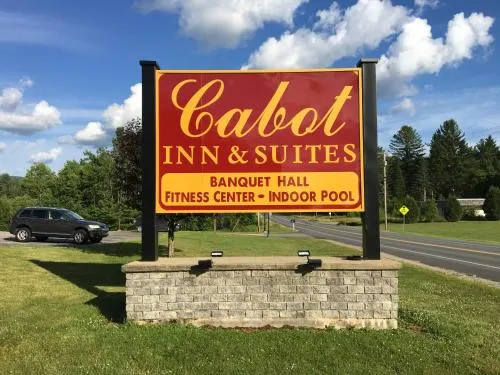 Cabot
INN & SUITES
BANQUET HALL
FITNESS CENTER - INDOOR POOL